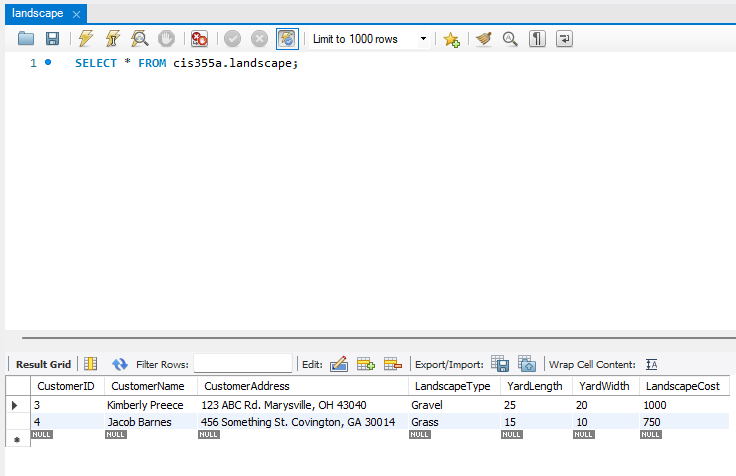 landscape
Limit to 1000 rows
1 SELECT * FROM cis355a.landscape;
Result Grid Filter Rows: Edit: Export/Import: Wrap Cell Content:
CustomerID CustomerName CustomerAddress LandscapeType YardLength YardWidth LandscapeCost
3 Kimberly Preece 123 ABC Rd. Marysville, OH 43040 Gravel 25 20 1000
4 Jacob Barnes 456 Something St. Covington, GA 30014 Grass 15 10 750
NULL NULL NULL NULL NULL NULL NULL